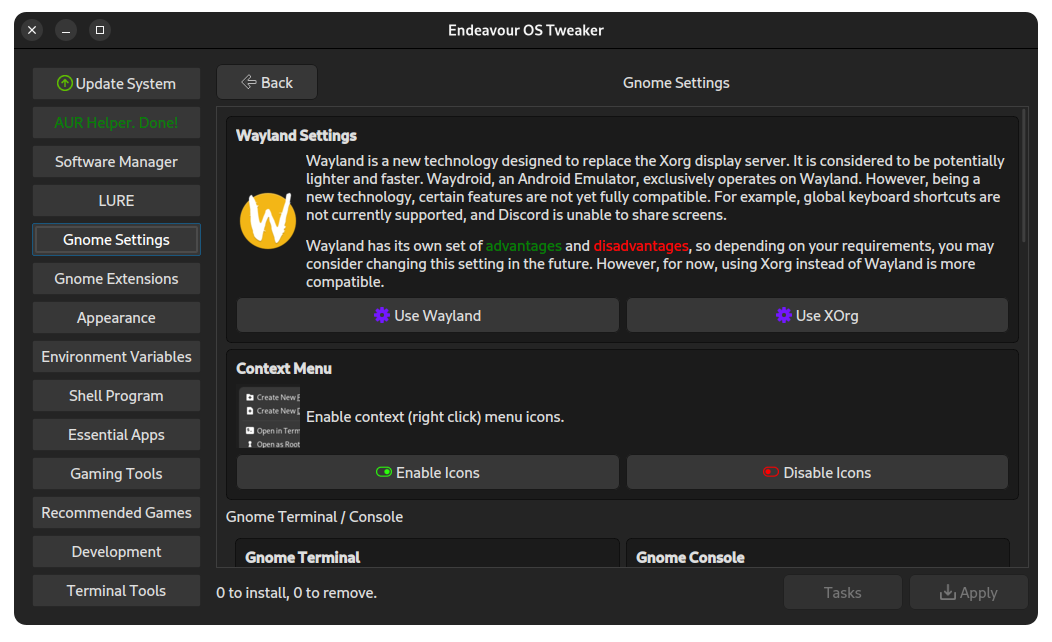 Endeavour OS Tweaker
Update System
AUR Helper. Done!
Software Manager
LURE
Gnome Settings
Gnome Extensions
Appearance
Environment Variables
Shell Program
Essential Apps
Gaming Tools
Recommended Games
Development
Terminal Tools
Back
Gnome Settings
Wayland Settings
Wayland is a new technology designed to replace the Xorg display server. It is considered to be potentially
lighter and faster. Waydroid, an Android Emulator, exclusively operates on Wayland. However, being a
new technology, certain features are not yet fully compatible. For example, global keyboard shortcuts are
not currently supported, and Discord is unable to share screens.
Wayland has its own set of advantages and disadvantages, so depending on your requirements, you may
consider changing this setting in the future. However, for now, using Xorg instead of Wayland is more
compatible.
W
Use Wayland
Use XOrg
Context Menu
Create New
Create New
Open in Term
Open as Root
Enable context (right click) menu icons.
Enable Icons
Disable Icons
Gnome Terminal / Console
Gnome Terminal
Gnome Console
0 to install, 0 to remove.
Tasks
Apply